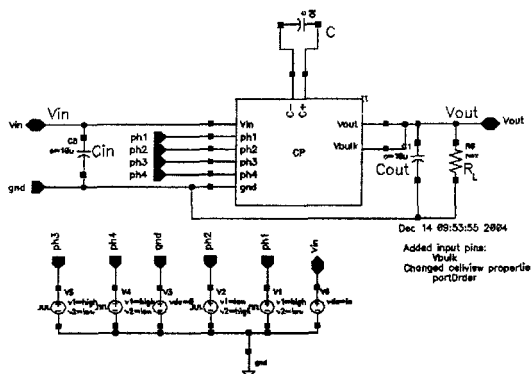 C
C-
C+
Vin
Vin
Vin
ph1
ph1
ph2
ph2
ph3
ph3
ph4
ph4
gnd
gnd
CP
Vout
Vbulk
Vout
Vout
Cin
Cout
R
L
Dec 14 09:53:55 2004
Added input pins:
Vbulk
Changed cellview propertie
portOrder
ph3
ph4
gnd
ph2
ph1
Vin
V5
v1=high
v2=low
V4
v1=high
v2=low
V3
V2
v1=low
v2=high
V1
v1=high
v2=low
V6
gnd